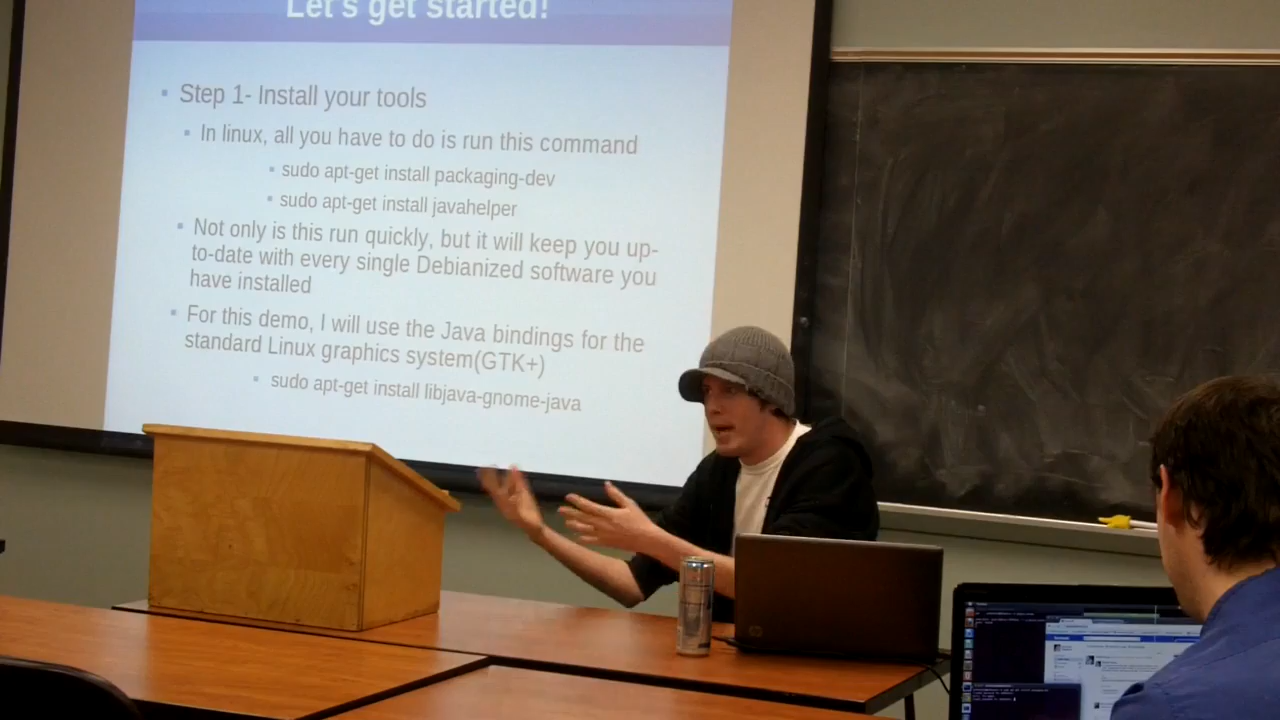 Let's get started!
Step 1- Install your tools
In linux, all you have to do is run this command
sudo apt-get install packaging-dev
sudo apt-get install javahelper
Not only is this run quickly, but it will keep you up-
to-date with every single Debianized software you
have installed
For this demo, I will use the Java bindings for the
standard Linux graphics system(GTK+)
sudo apt-get install libjava-gnome-java
hp